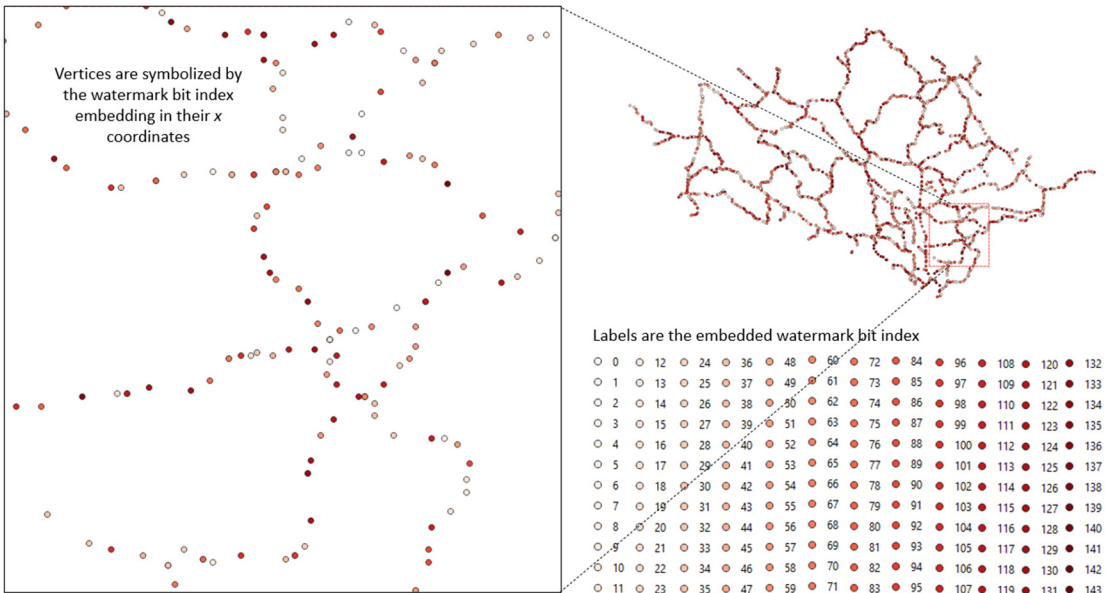 Vertices are symbolized by
the watermark bit index
embedding in their x
coordinates
Labels are the embedded watermark bit index
0 12 24 36 48 60 72 84 96 108 120 132
1 13 25 37 49 61 73 85 97 109 121 133
2 14 26 38 50 62 74 86 98 110 122 134
3 15 27 39 51 63 75 87 99 111 123 135
4 16 28 40 52 64 76 88 100 112 124 136
5 17 29 41 53 65 77 89 101 113 125 137
6 18 30 42 54 66 78 90 102 114 126 138
7 19 31 43 55 67 79 91 103 115 127 139
8 20 32 44 56 68 80 92 104 116 128 140
9 21 33 45 57 69 81 93 105 117 129 141
10 22 34 46 58 70 82 94 106 118 130 142
11 23 35 47 59 71 83 95 107 119 131 143